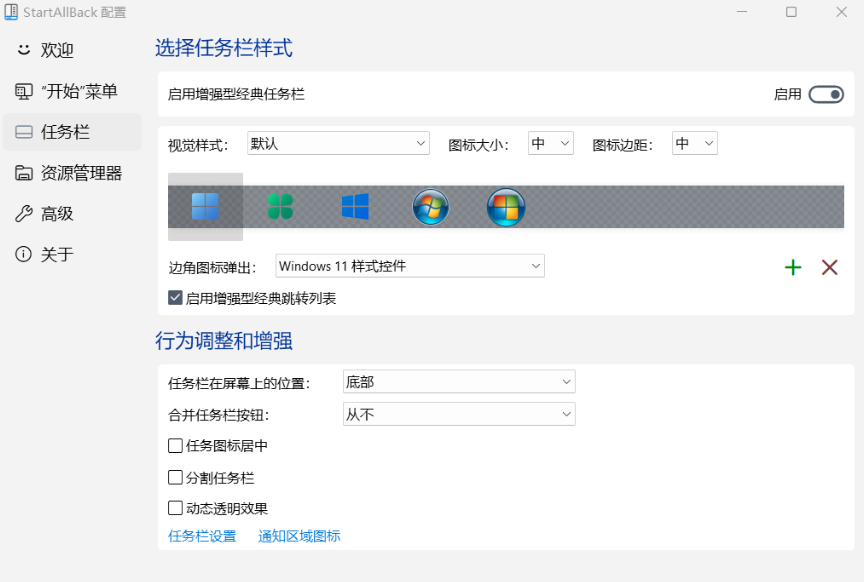 StartAllBack 配置
欢迎
“开始”菜单
任务栏
资源管理器
高级
关于
选择任务栏样式
启用增强型经典任务栏 启用
视觉样式： 默认 图标大小： 中 图标边距： 中
边角图标弹出： Windows 11 样式控件
启用增强型经典跳转列表
行为调整和增强
任务栏在屏幕上的位置： 底部
合并任务栏按钮： 从不
任务图标居中
分割任务栏
动态透明效果
任务栏设置 通知区域图标